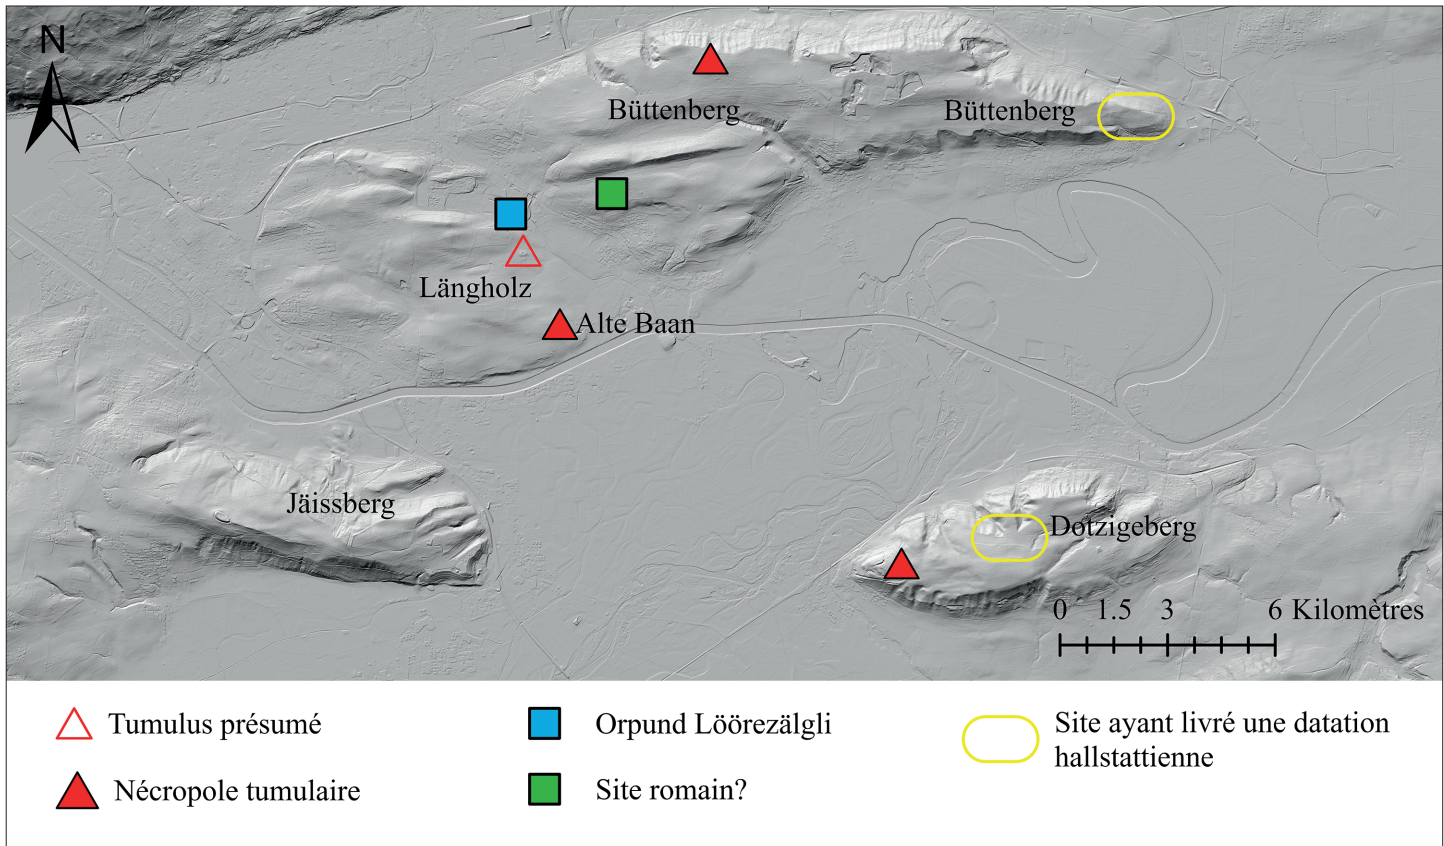 N
Büttenberg
Büttenberg
Längholz
Alte Baan
Jäissberg
Dotzigeberg
0 1.5 3 6 Kilomètres
Tumulus présumé
Orpund Löörezälgli
Site ayant livré une datation
hallstattienne
Nécropole tumulaire
Site romain?